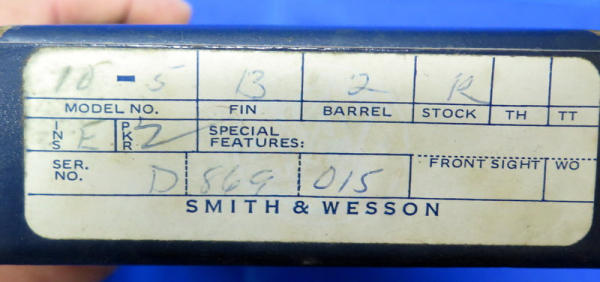 10 - 5 B 2 R
MODEL NO. FIN BARREL STOCK TH TT
INS E PKR 2 SPECIAL FEATURES:
SER. NO. D 869 015 FRONT SIGHT WO
SMITH & WESSON